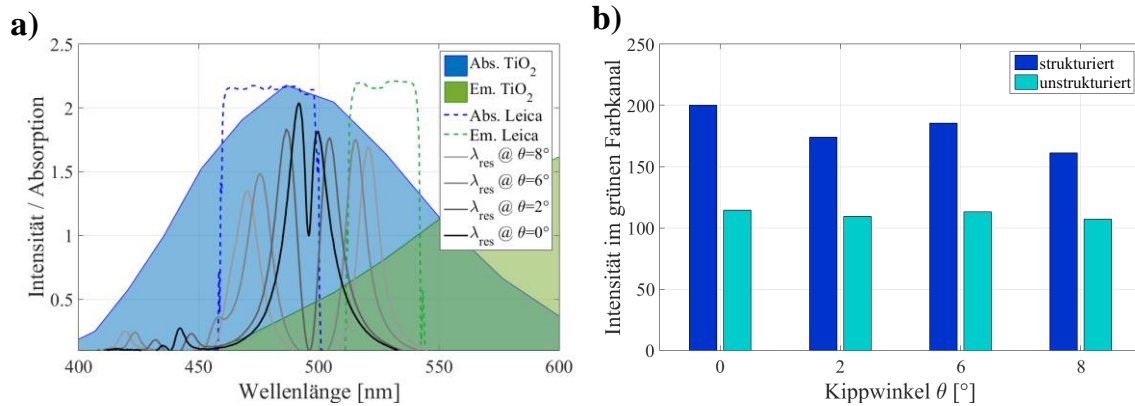 a)
2.5
2
1.5
1
0.5
400
450
500
550
600
Intensität / Absorption
Wellenlänge [nm]
Abs. TiO₂
Em. TiO₂
Abs. Leica
Em. Leica
λres @ θ=8°
λres @ θ=6°
λres @ θ=2°
λres @ θ=0°
b)
250
200
150
100
50
0
0
2
6
8
Intensität im grünen Farbkanal
Kippwinkel θ [°]
strukturiert
unstrukturiert